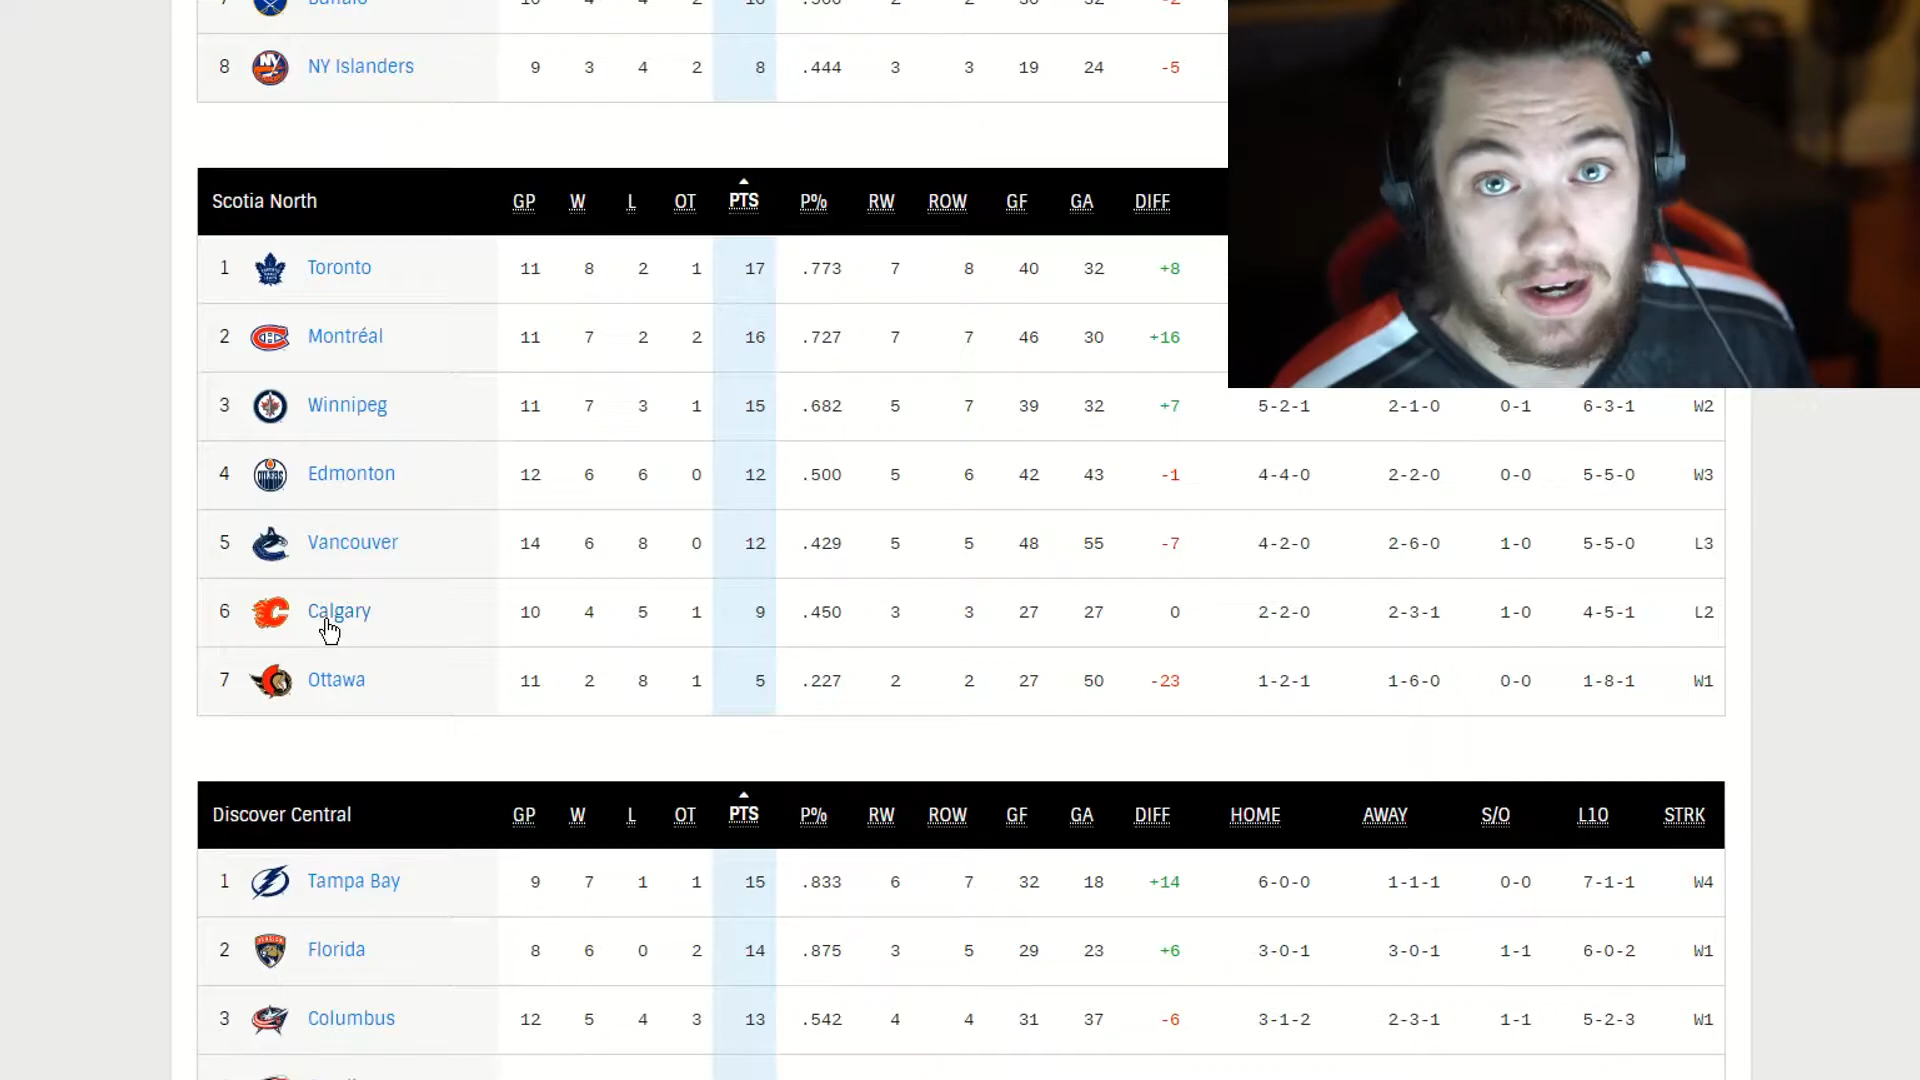 8 NY Islanders 9 3 4 2 8 .444 3 3 19 24 -5
Scotia North GP W L OT PTS P% RW ROW GF GA DIFF
1 Toronto 11 8 2 1 17 .773 7 8 40 32 +8
2 Montréal 11 7 2 2 16 .727 7 7 46 30 +16
3 Winnipeg 11 7 3 1 15 .682 5 7 39 32 +7 5-2-1 2-1-0 0-1 6-3-1 W2
4 Edmonton 12 6 6 0 12 .500 5 6 42 43 -1 4-4-0 2-2-0 0-0 5-5-0 W3
5 Vancouver 14 6 8 0 12 .429 5 5 48 55 -7 4-2-0 2-6-0 1-0 5-5-0 L3
6 Calgary 10 4 5 1 9 .450 3 3 27 27 0 2-2-0 2-3-1 1-0 4-5-1 L2
7 Ottawa 11 2 8 1 5 .227 2 2 27 50 -23 1-2-1 1-6-0 0-0 1-8-1 W1
Discover Central GP W L OT PTS P% RW ROW GF GA DIFF HOME AWAY S/O L10 STRK
1 Tampa Bay 9 7 1 1 15 .833 6 7 32 18 +14 6-0-0 1-1-1 0-0 7-1-1 W4
2 Florida 8 6 0 2 14 .875 3 5 29 23 +6 3-0-1 3-0-1 1-1 6-0-2 W1
3 Columbus 12 5 4 3 13 .542 4 4 31 37 -6 3-1-2 2-3-1 1-1 5-2-3 W1